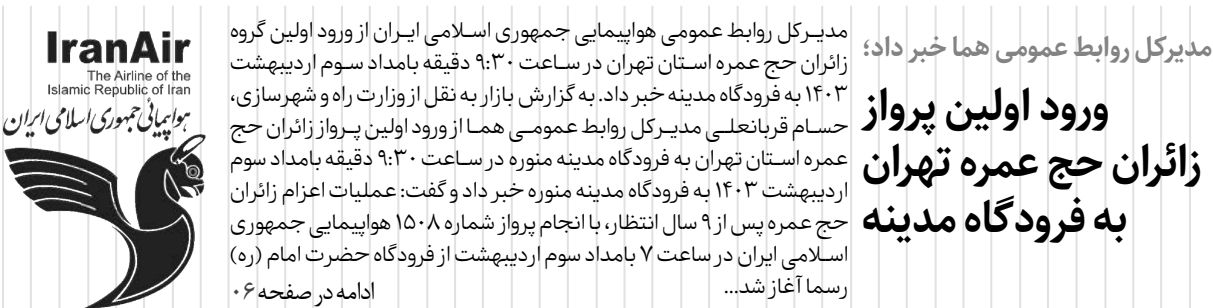 مدیرکل روابط عمومی هما خبر داد؛
ورود اولین پرواز
زائران حج عمره تهران
به فرودگاه مدینه
مدیرکل روابط عمومی هواپیمایی جمهوری اسلامی ایران از ورود اولین گروه
زائران حج عمره استان تهران در ساعت ۹:۳۰ دقیقه بامداد سوم اردیبهشت
۱۴۰۳ به فرودگاه مدینه خبر داد. به گزارش بازار به نقل از وزارت راه و شهرسازی،
حسام قربانعلی مدیرکل روابط عمومی هما از ورود اولین پرواز زائران حج
عمره استان تهران به فرودگاه مدینه منوره در ساعت ۹:۳۰ دقیقه بامداد سوم
اردیبهشت ۱۴۰۳ به فرودگاه مدینه منوره خبر داد و گفت: عملیات اعزام زائران
حج عمره پس از ۹ سال انتظار، با انجام پرواز شماره ۱۵۰۸ هواپیمایی جمهوری
اسلامی ایران در ساعت ۷ بامداد سوم اردیبهشت از فرودگاه حضرت امام (ره)
رسما آغاز شد...
ادامه در صفحه ۰۶
IranAir
The Airline of the
Islamic Republic of Iran
هواپیمائی جمهوری اسلامی ایران